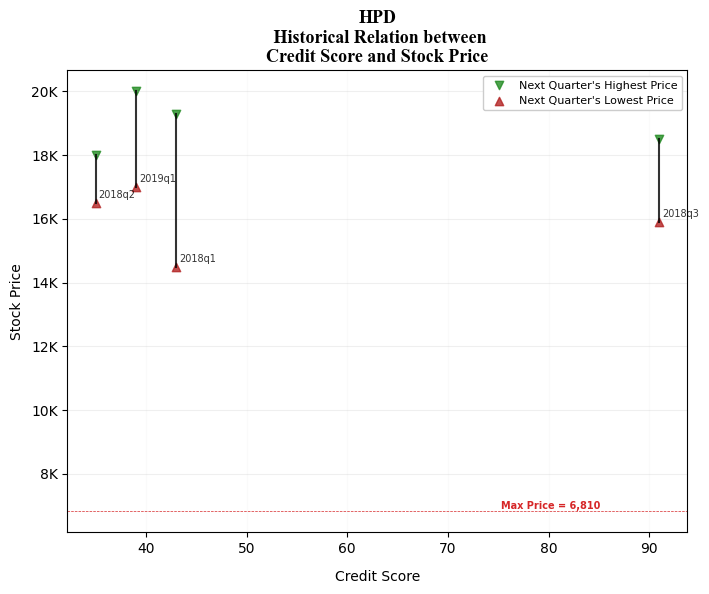 HPD
Historical Relation between
Credit Score and Stock Price
Next Quarter's Highest Price
Next Quarter's Lowest Price
20K
18K
16K
14K
12K
10K
8K
Stock Price
2019q1
2018q2
2018q3
2018q1
Max Price = 6,810
40
50
60
70
80
90
Credit Score